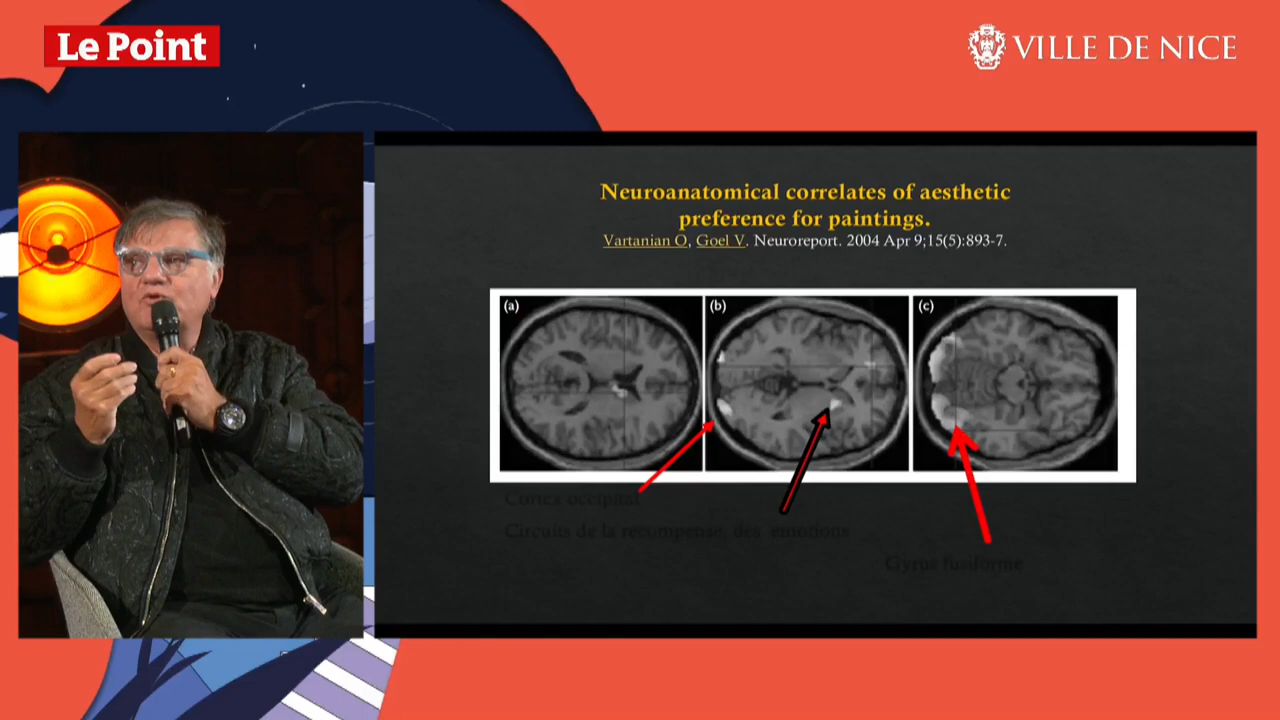 Le Point
VILLE DE NICE
Neuroanatomical correlates of aesthetic
preference for paintings.
Vartanian O, Goel V. Neuroreport. 2004 Apr 9;15(5):893-7.
(a)
(b)
(c)
Cortex occipital
Circuits de la recompense, des emotions
Gyrus fusiforme